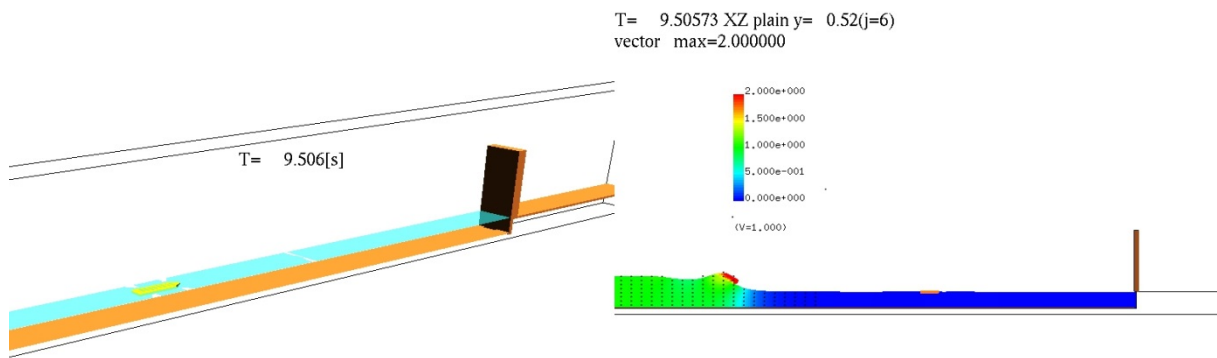 T=   9.506[s]
T=   9.50573 XZ plain y=   0.52(j=6)
vector   max=2.000000
2.000e+000
1.500e+000
1.000e+000
5.000e-001
0.000e+000
(V=1.000)